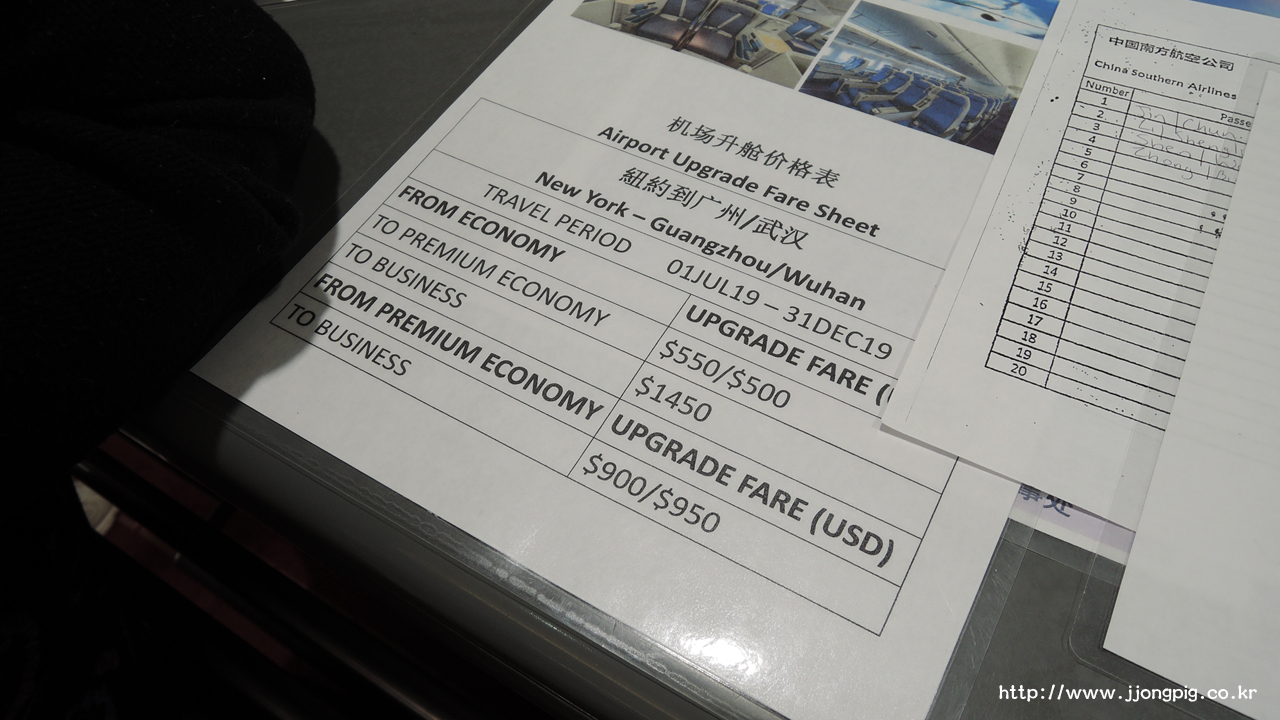 机场升舱价格表
Airport Upgrade Fare Sheet
紐約到广州/武汉
New York – Guangzhou/Wuhan
TRAVEL PERIOD 01JUL19 – 31DEC19
FROM ECONOMY UPGRADE FARE (
TO PREMIUM ECONOMY $550/$500
TO BUSINESS $1450
FROM PREMIUM ECONOMY UPGRADE FARE (USD)
TO BUSINESS $900/$950
中国南方航空公司
China Southern Airlines
Number Passe
1
2
3
4
5
6
7
8
9
10
11
12
13
14
15
16
17
18
19
20
http://www.jjongpig.co.kr